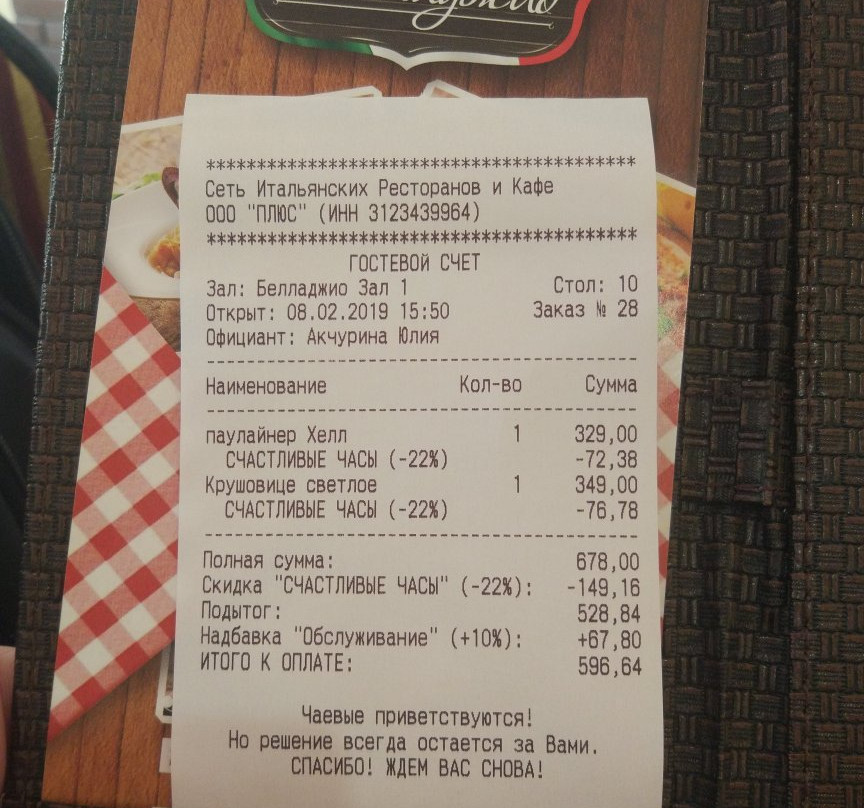 ****************************************
Сеть Итальянских Ресторанов и Кафе
ООО "ПЛЮС" (ИНН 3123439964)
****************************************
ГОСТЕВОЙ СЧЕТ
Зал: Белладжио Зал 1 Стол: 10
Открыт: 08.02.2019 15:50 Заказ № 28
Официант: Акчурина Юлия
----------------------------------------
Наименование Кол-во Сумма
----------------------------------------
паулайнер Хелл 1 329,00
СЧАСТЛИВЫЕ ЧАСЫ (-22%) -72,38
Крушовице светлое 1 349,00
СЧАСТЛИВЫЕ ЧАСЫ (-22%) -76,78
----------------------------------------
Полная сумма: 678,00
Скидка "СЧАСТЛИВЫЕ ЧАСЫ" (-22%): -149,16
Подытог: 528,84
Надбавка "Обслуживание" (+10%): +67,80
ИТОГО К ОПЛАТЕ: 596,64
Чаевые приветствуются!
Но решение всегда остается за Вами.
СПАСИБО! ЖДЕМ ВАС СНОВА!